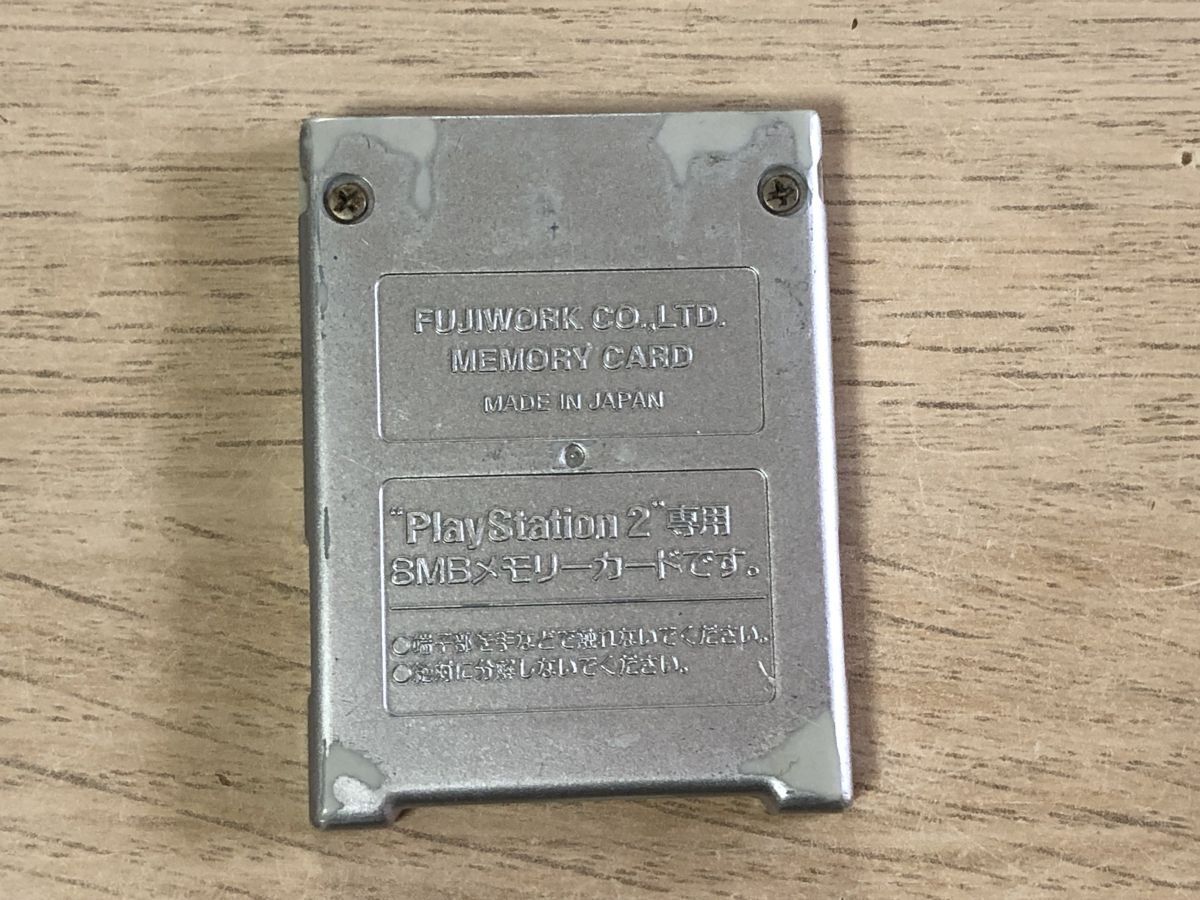 FUJIWORK CO.,LTD.
MEMORY CARD
MADE IN JAPAN
“PlayStation 2”専用
8MBメモリーカードです。
○端子部を手などで触れないでください。
○絶対に分解しないでください。